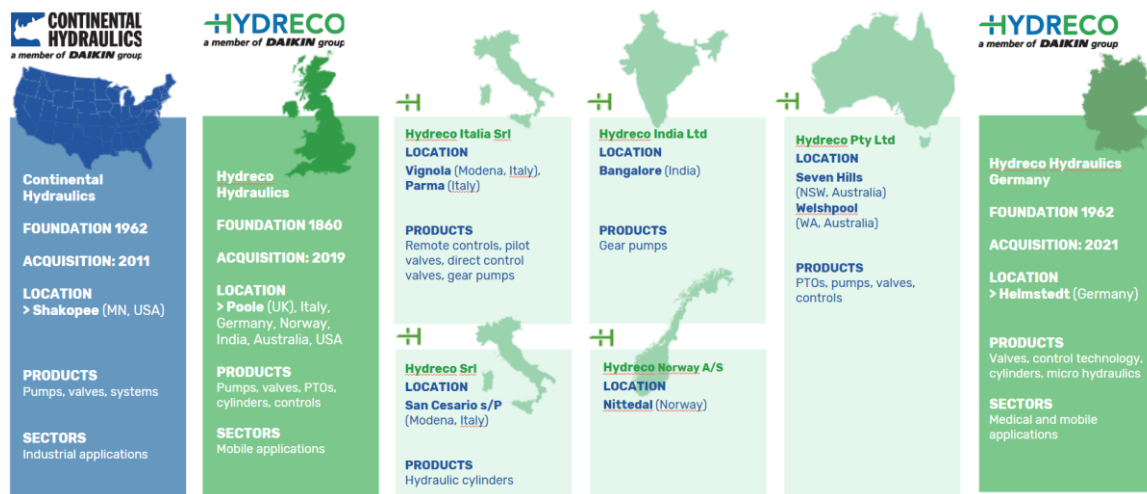 CONTINENTAL
HYDRAULICS
a member of DAIKIN group
Continental
Hydraulics
FOUNDATION 1962
ACQUISITION: 2011
LOCATION
> Shakopee (MN, USA)
PRODUCTS
Pumps, valves, systems
SECTORS
Industrial applications
HYDRECO
a member of DAIKIN group
Hydreco
Hydraulics
FOUNDATION 1860
ACQUISITION: 2019
LOCATION
> Poole (UK), Italy,
Germany, Norway,
India, Australia, USA
PRODUCTS
Pumps, valves, PTOs,
cylinders, controls
SECTORS
Mobile applications
Hydreco Italia Srl
LOCATION
Vignola (Modena, Italy),
Parma (Italy)
PRODUCTS
Remote controls, pilot
valves, direct control
valves, gear pumps
Hydreco Srl
LOCATION
San Cesario s/P
(Modena, Italy)
PRODUCTS
Hydraulic cylinders
Hydreco India Ltd
LOCATION
Bangalore (India)
PRODUCTS
Gear pumps
Hydreco Norway A/S
LOCATION
Nittedal (Norway)
Hydreco Pty Ltd
LOCATION
Seven Hills
(NSW, Australia)
Welshpool
(WA, Australia)
PRODUCTS
PTOs, pumps, valves,
controls
HYDRECO
a member of DAIKIN group
Hydreco Hydraulics
Germany
FOUNDATION 1962
ACQUISITION: 2021
LOCATION
> Helmstedt (Germany)
PRODUCTS
Valves, control technology,
cylinders, micro hydraulics
SECTORS
Medical and mobile
applications